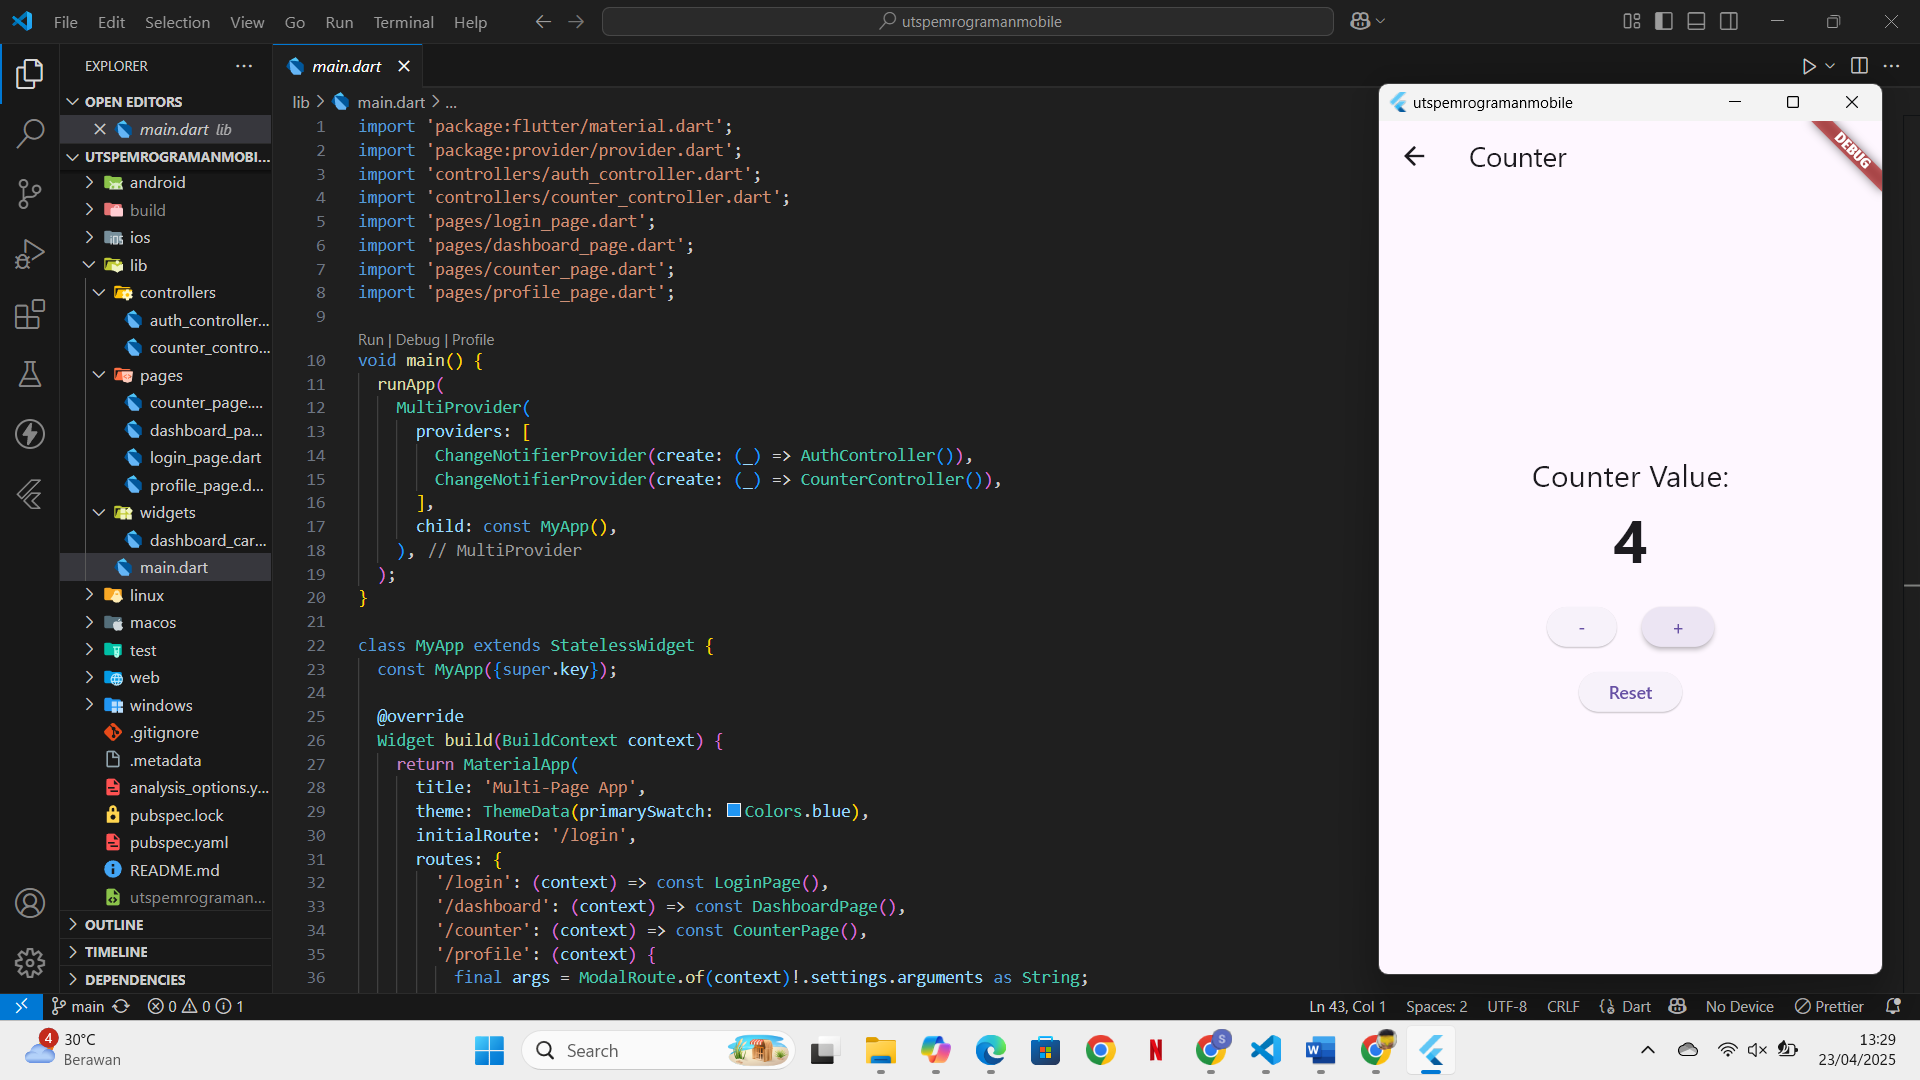 File Edit Selection View Go Run Terminal Help
utspemrogramanmobile
EXPLORER
OPEN EDITORS
main.dart lib
UTSPEMROGRAMANMOBI...
android
build
ios
lib
controllers
auth_controller...
counter_contro...
pages
counter_page....
dashboard_pa...
login_page.dart
profile_page.d...
widgets
dashboard_car...
main.dart
linux
macos
test
web
windows
.gitignore
.metadata
analysis_options.y...
pubspec.lock
pubspec.yaml
README.md
utspemrograman...
OUTLINE
TIMELINE
DEPENDENCIES
main.dart
lib > main.dart > ...
1 import 'package:flutter/material.dart';
2 import 'package:provider/provider.dart';
3 import 'controllers/auth_controller.dart';
4 import 'controllers/counter_controller.dart';
5 import 'pages/login_page.dart';
6 import 'pages/dashboard_page.dart';
7 import 'pages/counter_page.dart';
8 import 'pages/profile_page.dart';
9
Run | Debug | Profile
10 void main() {
11 runApp(
12 MultiProvider(
13 providers: [
14 ChangeNotifierProvider(create: (_) => AuthController()),
15 ChangeNotifierProvider(create: (_) => CounterController()),
16 ],
17 child: const MyApp(),
18 ), // MultiProvider
19 );
20 }
21
22 class MyApp extends StatelessWidget {
23 const MyApp({super.key});
24
25 @override
26 Widget build(BuildContext context) {
27 return MaterialApp(
28 title: 'Multi-Page App',
29 theme: ThemeData(primarySwatch: Colors.blue),
30 initialRoute: '/login',
31 routes: {
32 '/login': (context) => const LoginPage(),
33 '/dashboard': (context) => const DashboardPage(),
34 '/counter': (context) => const CounterPage(),
35 '/profile': (context) {
36 final args = ModalRoute.of(context)!.settings.arguments as String;
utspemrogramanmobile
Counter
DEBUG
Counter Value:
4
- +
Reset
main 0 0 1
Ln 43, Col 1 Spaces: 2 UTF-8 CRLF Dart No Device Prettier
4
30°C
Berawan
Search
S
13:29
23/04/2025